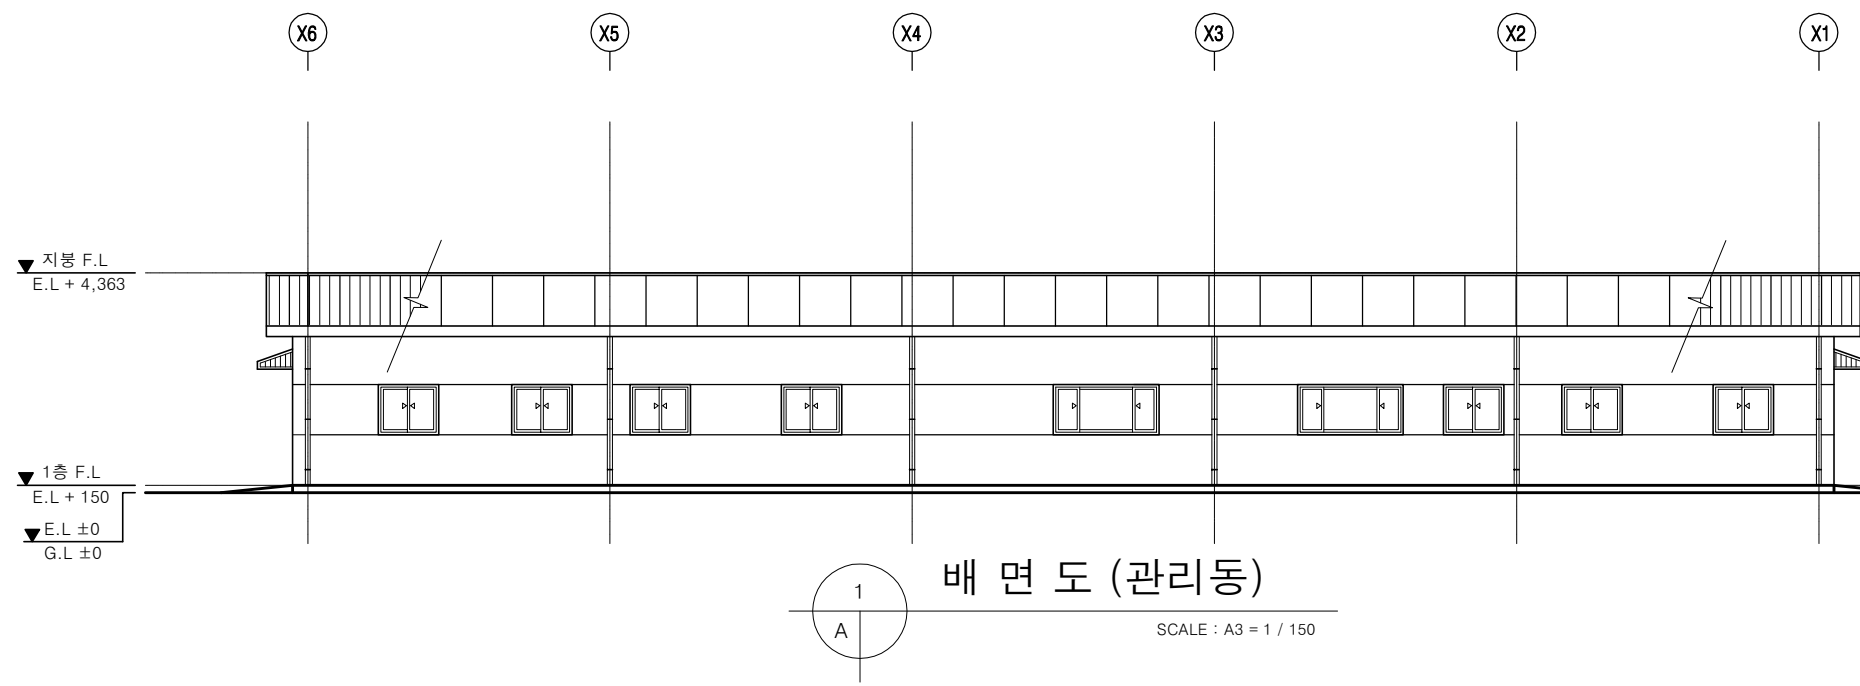 X6 X5 X4 X3 X2 X1
지붕 F.L
E.L + 4,363
1층 F.L
E.L + 150
E.L ±0
G.L ±0
배 면 도 (관리동)
1
A
SCALE : A3 = 1 / 150